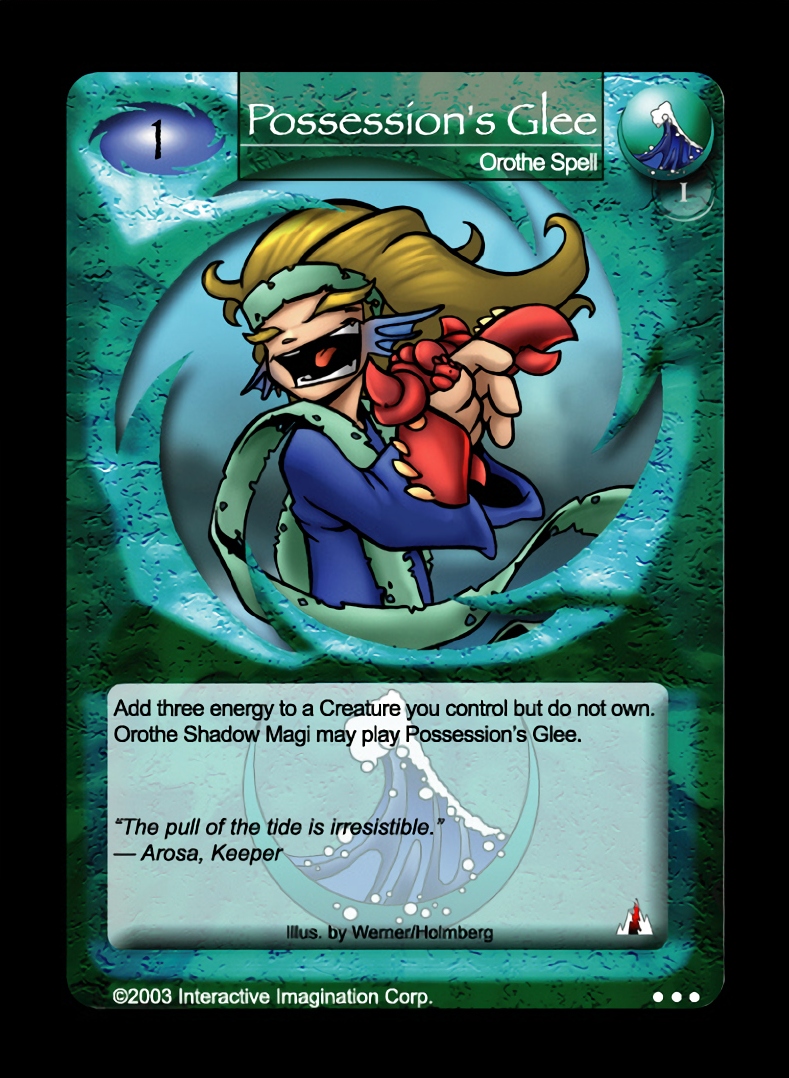 1
Possession's Glee
Orothe Spell
I
Add three energy to a Creature you control but do not own.
Orothe Shadow Magi may play Possession's Glee.
“The pull of the tide is irresistible.”
— Arosa, Keeper
Illus. by Werner/Holmberg
©2003 Interactive Imagination Corp.